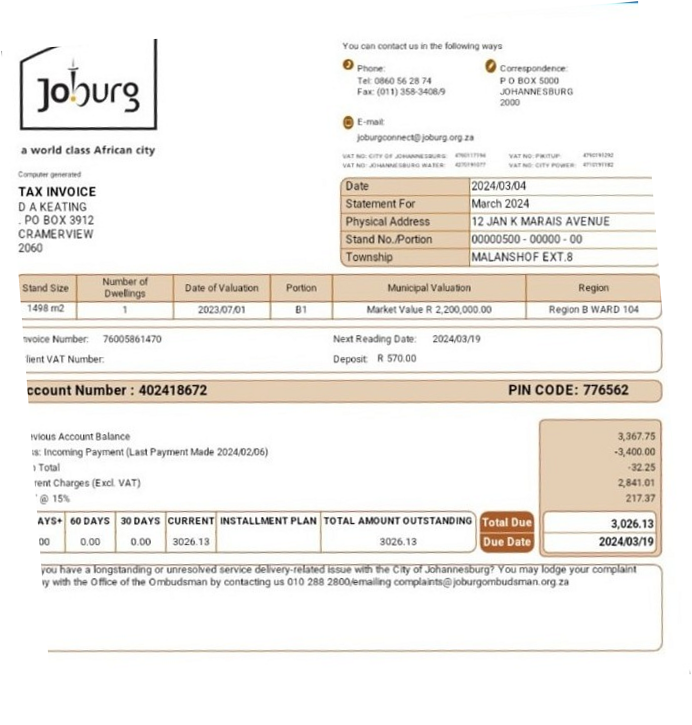 You can contact us in the following ways
Joburg
a world class African city
Phone:
Tel: 0860 56 28 74
Fax: (011) 358-3408/9
Correspondence:
P O BOX 5000
JOHANNESBURG
2000
E-mail:
joburgconnect@joburg.org.za
VAT NO: CITY OF JOHANNESBURG:
VAT NO: PIKITUP:
VAT NO: JOHANNESBURG WATER:
VAT NO: CITY POWER:
Computer generated
TAX INVOICE
D A KEATING
. PO BOX 3912
CRAMERVIEW
2060
Date 2024/03/04
Statement For March 2024
Physical Address 12 JAN K MARAIS AVENUE
Stand No./Portion 00000500 - 00000 - 00
Township MALANSHOF EXT.8
Stand Size Number of Dwellings Date of Valuation Portion Municipal Valuation Region
1498 m2 1 2023/07/01 B1 Market Value R 2,200,000.00 Region B WARD 104
nvoice Number: 76005861470 Next Reading Date: 2024/03/19
lient VAT Number: Deposit: R 570.00
ccount Number : 402418672 PIN CODE: 776562
vious Account Balance 3,367.75
s: Incoming Payment (Last Payment Made 2024/02/06) -3,400.00
Total -32.25
rent Charges (Excl. VAT) 2,841.01
@ 15% 217.37
AYS+ 60 DAYS 30 DAYS CURRENT INSTALLMENT PLAN TOTAL AMOUNT OUTSTANDING Total Due 3,026.13
00 0.00 0.00 3026.13 3026.13 Due Date 2024/03/19
you have a longstanding or unresolved service delivery-related issue with the City of Johannesburg? You may lodge your complaint
y with the Office of the Ombudsman by contacting us 010 288 2800/emailing complaints@joburgombudsman.org.za